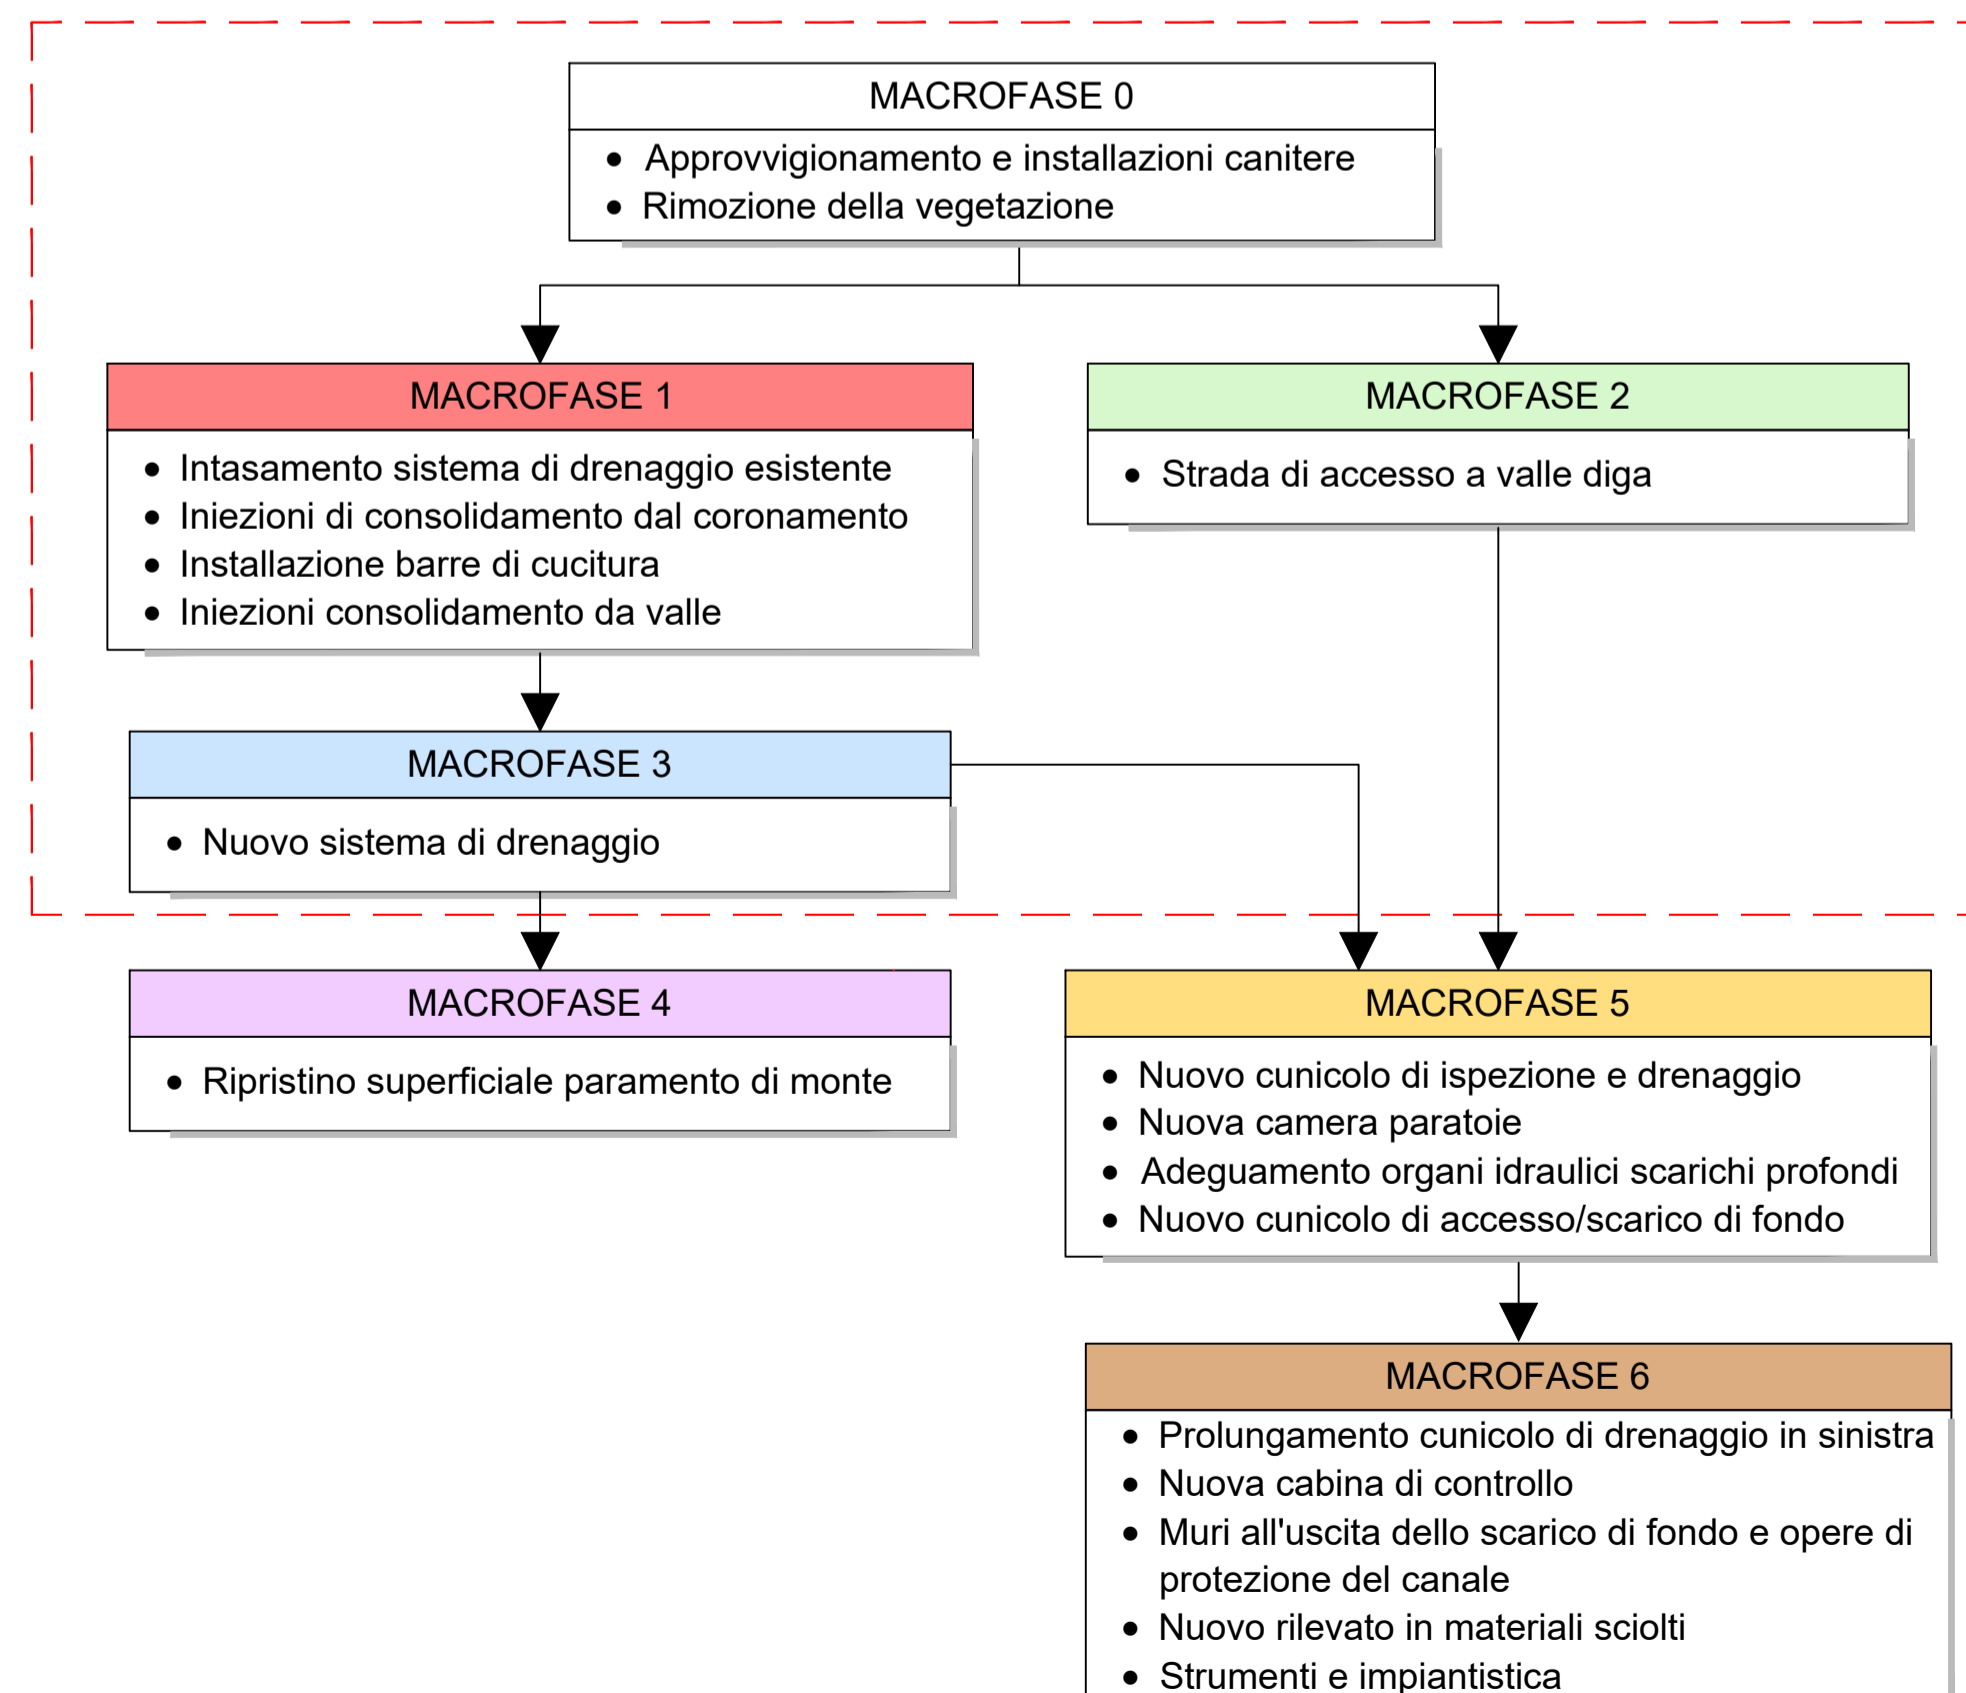 MACROFASE 0
• Approvvigionamento e installazioni canitere
• Rimozione della vegetazione
MACROFASE 1
• Intasamento sistema di drenaggio esistente
• Iniezioni di consolidamento dal coronamento
• Installazione barre di cucitura
• Iniezioni consolidamento da valle
MACROFASE 2
• Strada di accesso a valle diga
MACROFASE 3
• Nuovo sistema di drenaggio
MACROFASE 4
• Ripristino superficiale paramento di monte
MACROFASE 5
• Nuovo cunicolo di ispezione e drenaggio
• Nuova camera paratoie
• Adeguamento organi idraulici scarichi profondi
• Nuovo cunicolo di accesso/scarico di fondo
MACROFASE 6
• Prolungamento cunicolo di drenaggio in sinistra
• Nuova cabina di controllo
• Muri all'uscita dello scarico di fondo e opere di
protezione del canale
• Nuovo rilevato in materiali sciolti
• Strumenti e impiantistica